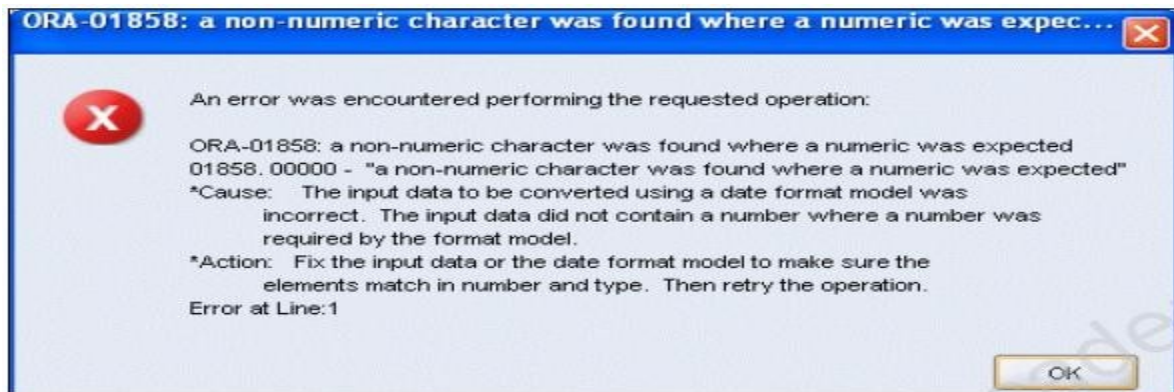 ORA-01858: a non-numeric character was found where a numeric was expec...
An error was encountered performing the requested operation:
ORA-01858: a non-numeric character was found where a numeric was expected
01858. 00000 - "a non-numeric character was found where a numeric was expected"
*Cause: The input data to be converted using a date format model was
incorrect. The input data did not contain a number where a number was
required by the format model.
*Action: Fix the input data or the date format model to make sure the
elements match in number and type. Then retry the operation.
Error at Line:1
OK